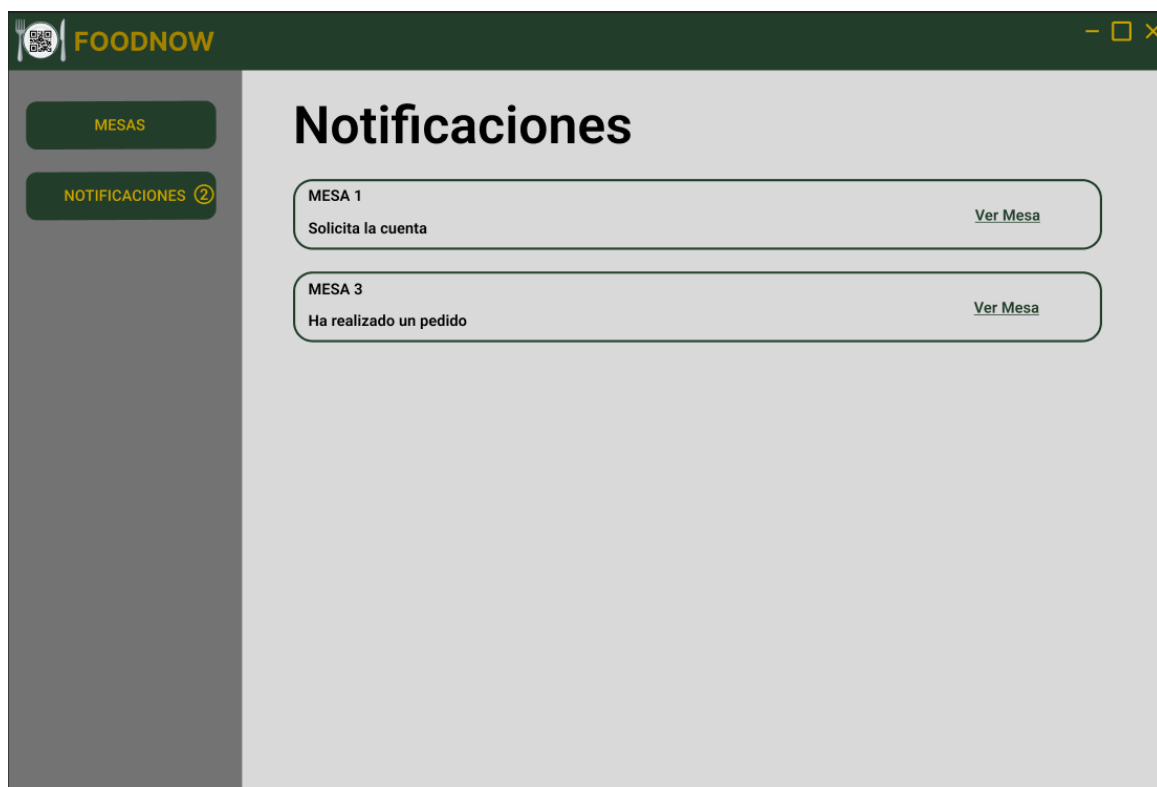 FOODNOW
MESAS
NOTIFICACIONES 2
Notificaciones
MESA 1
Solicita la cuenta
Ver Mesa
MESA 3
Ha realizado un pedido
Ver Mesa